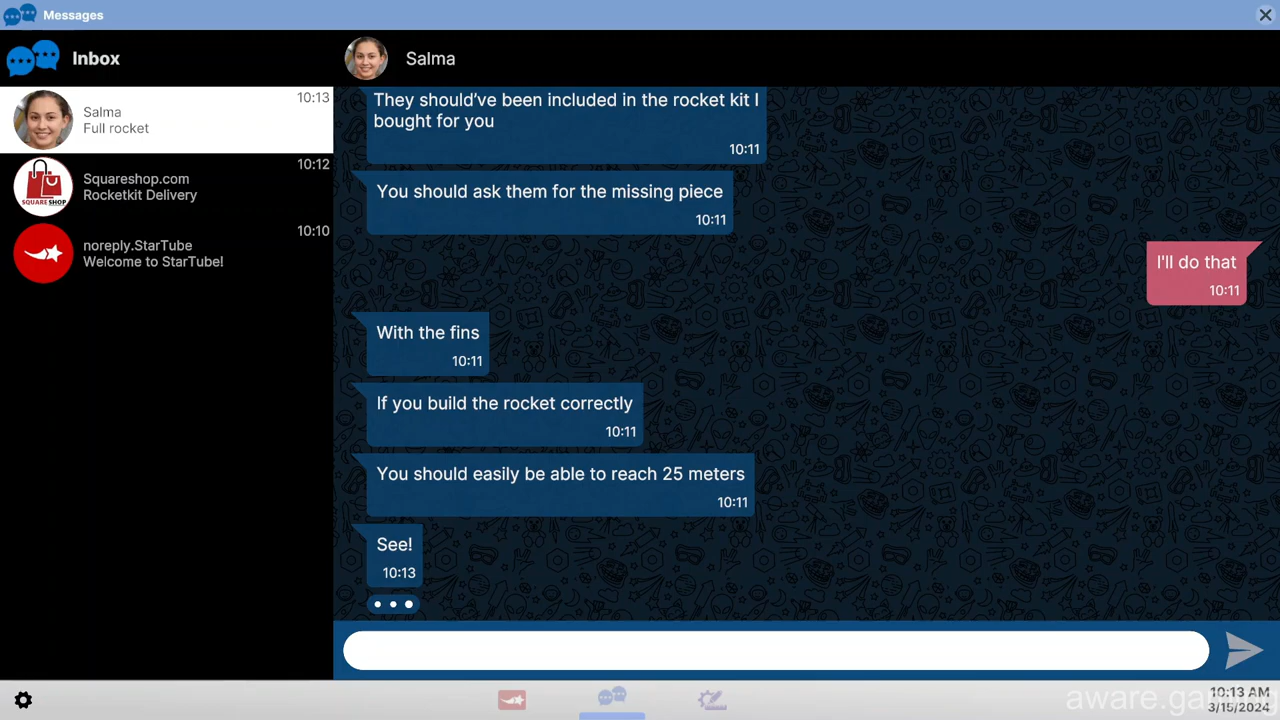 Messages
Inbox
Salma
10:13
Salma
Full rocket
10:12
Squareshop.com
Rocketkit Delivery
SQUARE SHOP
10:10
noreply.StarTube
Welcome to StarTube!
They should've been included in the rocket kit I
bought for you
10:11
You should ask them for the missing piece
10:11
I'll do that
10:11
With the fins
10:11
If you build the rocket correctly
10:11
You should easily be able to reach 25 meters
10:11
See!
10:13
10:13 AM
3/15/2024